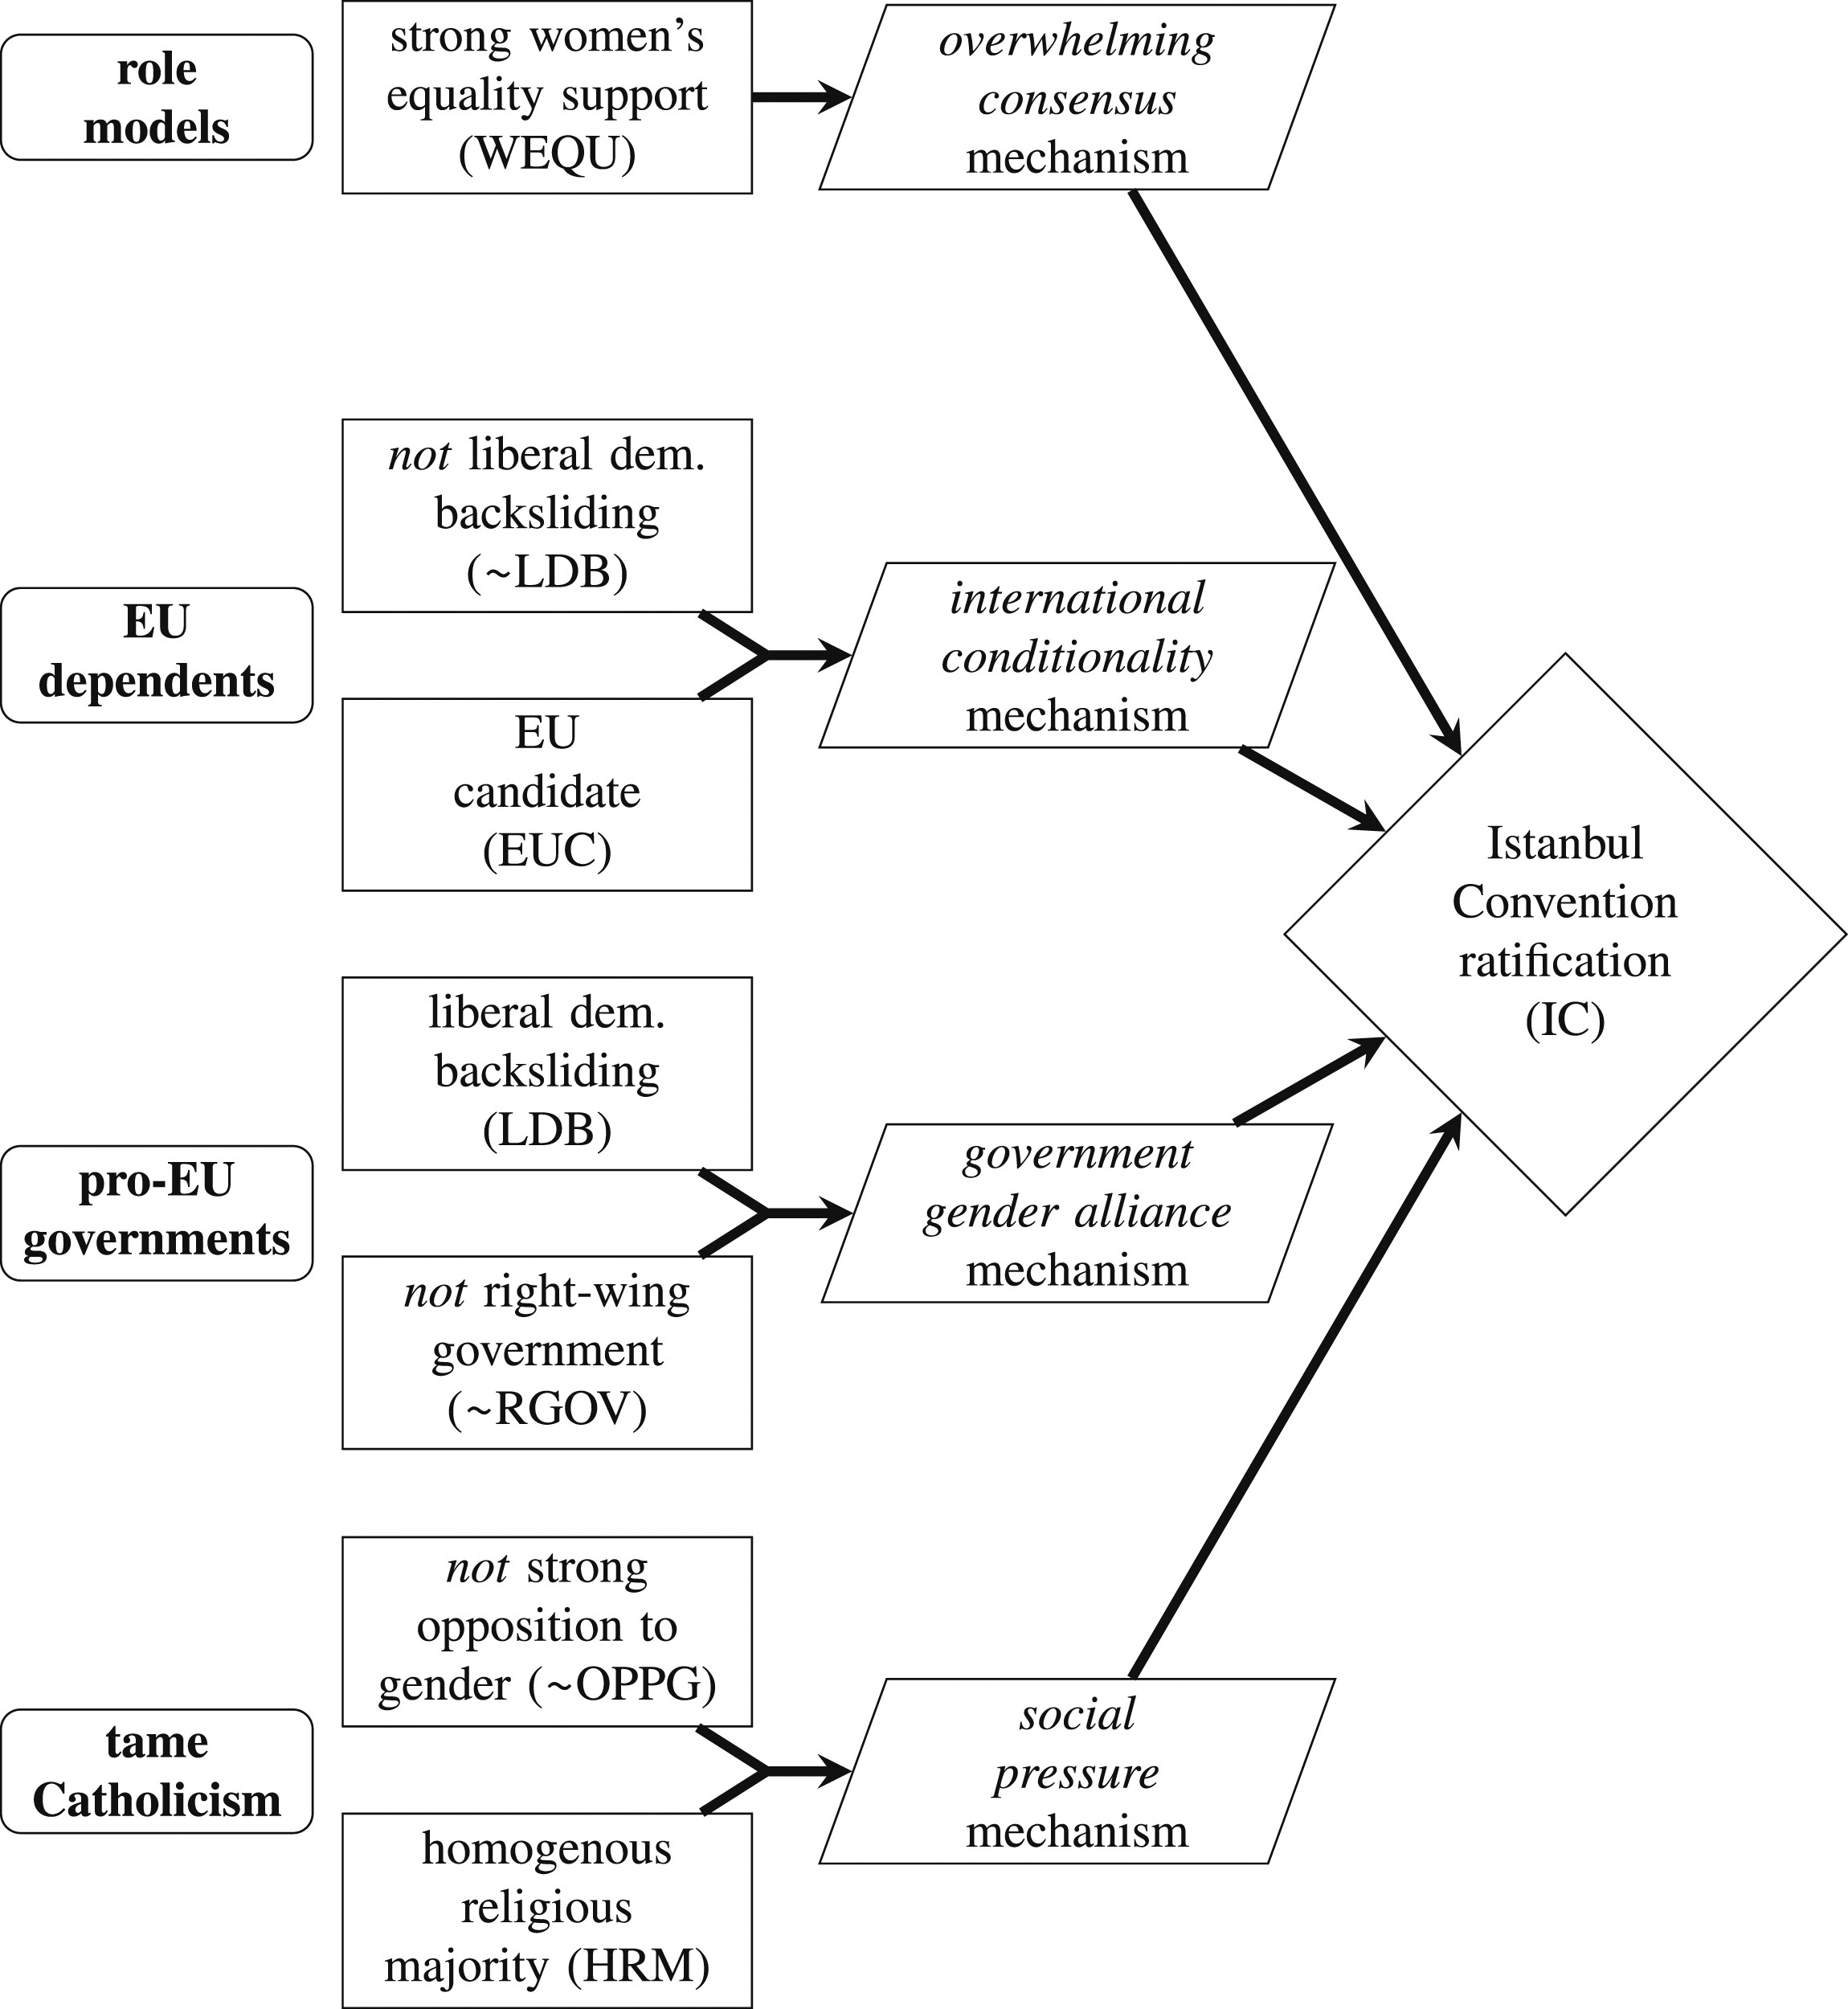 role
models
strong women's
equality support
(WEQU)
overwhelming
consensus
mechanism
EU
dependents
not liberal dem.
backsliding
(~LDB)
EU
candidate
(EUC)
international
conditionality
mechanism
Istanbul
Convention
ratification
(IC)
pro-EU
governments
liberal dem.
backsliding
(LDB)
not right-wing
government
(~RGOV)
government
gender alliance
mechanism
tame
Catholicism
not strong
opposition to
gender (~OPPG)
homogenous
religious
majority (HRM)
social
pressure
mechanism